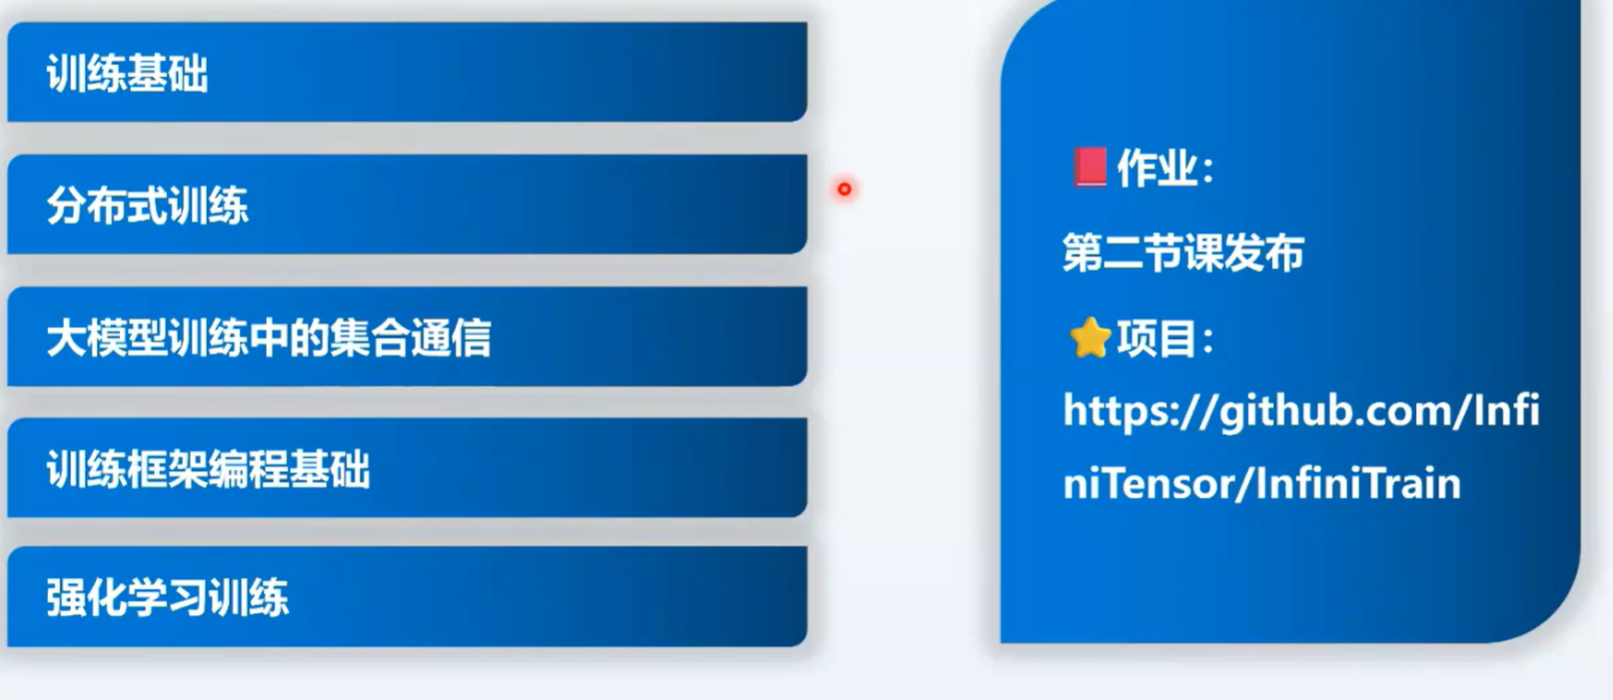 训练基础
分布式训练
大模型训练中的集合通信
训练框架编程基础
强化学习训练
📕作业：
第二节课发布
⭐项目：
https://github.com/Infi
niTensor/InfiniTrain